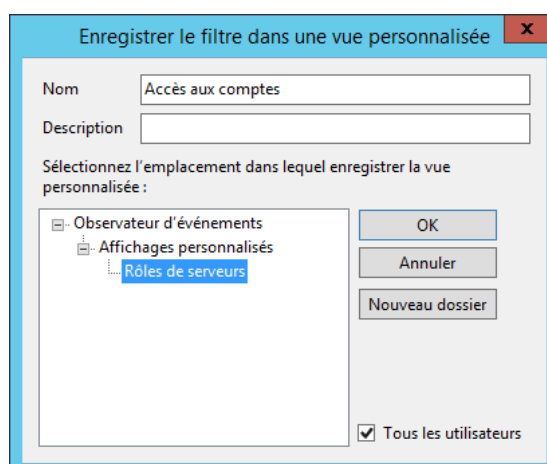 Enregistrer le filtre dans une vue personnalisée
x
Nom
Accès aux comptes
Description
Sélectionnez l'emplacement dans lequel enregistrer la vue
personnalisée :
Observateur d'événements
Affichages personnalisés
Rôles de serveurs
OK
Annuler
Nouveau dossier
Tous les utilisateurs